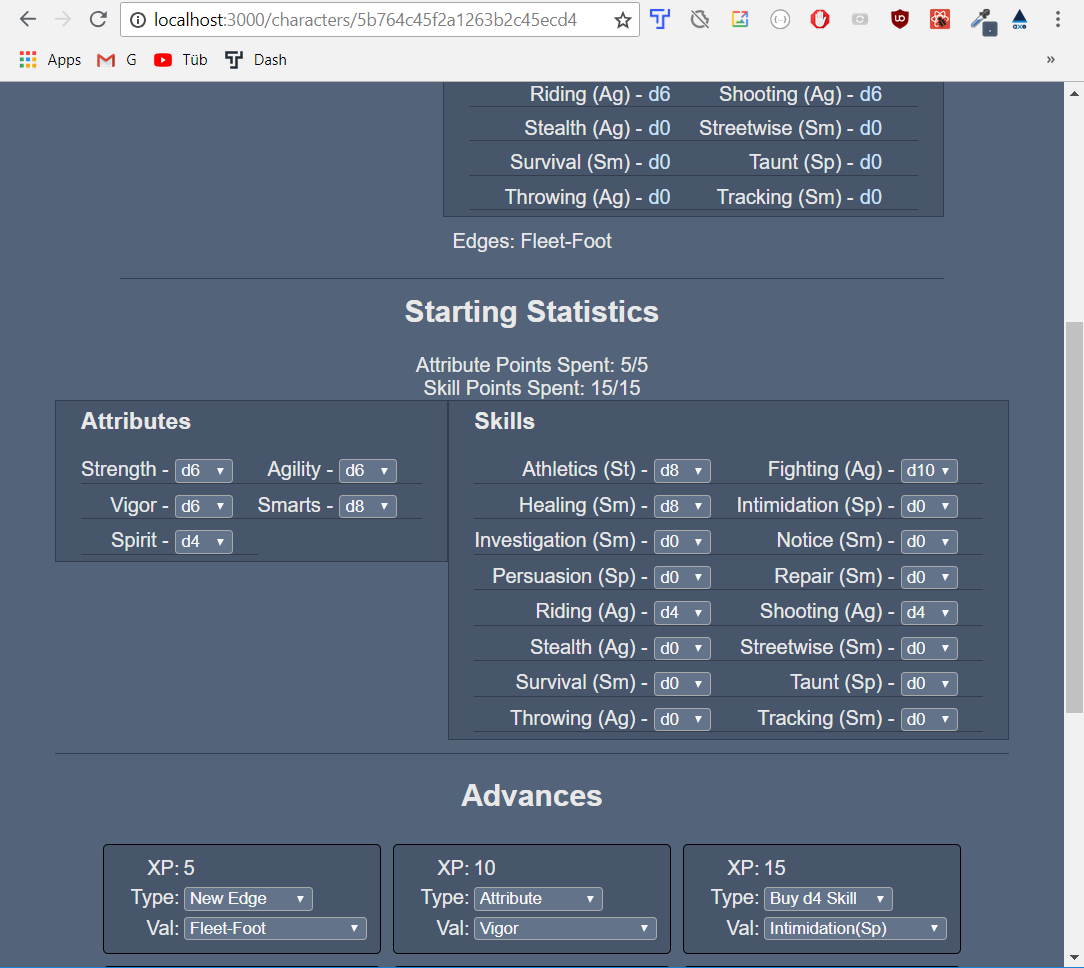 localhost:3000/characters/5b764c45f2a1263b2c45ecd4
Apps G Tüb Dash »
Riding (Ag) - d6 Shooting (Ag) - d6
Stealth (Ag) - d0 Streetwise (Sm) - d0
Survival (Sm) - d0 Taunt (Sp) - d0
Throwing (Ag) - d0 Tracking (Sm) - d0
Edges: Fleet-Foot
Starting Statistics
Attribute Points Spent: 5/5
Skill Points Spent: 15/15
Attributes
Strength - d6 Agility - d6
Vigor - d6 Smarts - d8
Spirit - d4
Skills
Athletics (St) - d8 Fighting (Ag) - d10
Healing (Sm) - d8 Intimidation (Sp) - d0
Investigation (Sm) - d0 Notice (Sm) - d0
Persuasion (Sp) - d0 Repair (Sm) - d0
Riding (Ag) - d4 Shooting (Ag) - d4
Stealth (Ag) - d0 Streetwise (Sm) - d0
Survival (Sm) - d0 Taunt (Sp) - d0
Throwing (Ag) - d0 Tracking (Sm) - d0
Advances
XP: 5
Type: New Edge
Val: Fleet-Foot
XP: 10
Type: Attribute
Val: Vigor
XP: 15
Type: Buy d4 Skill
Val: Intimidation(Sp)